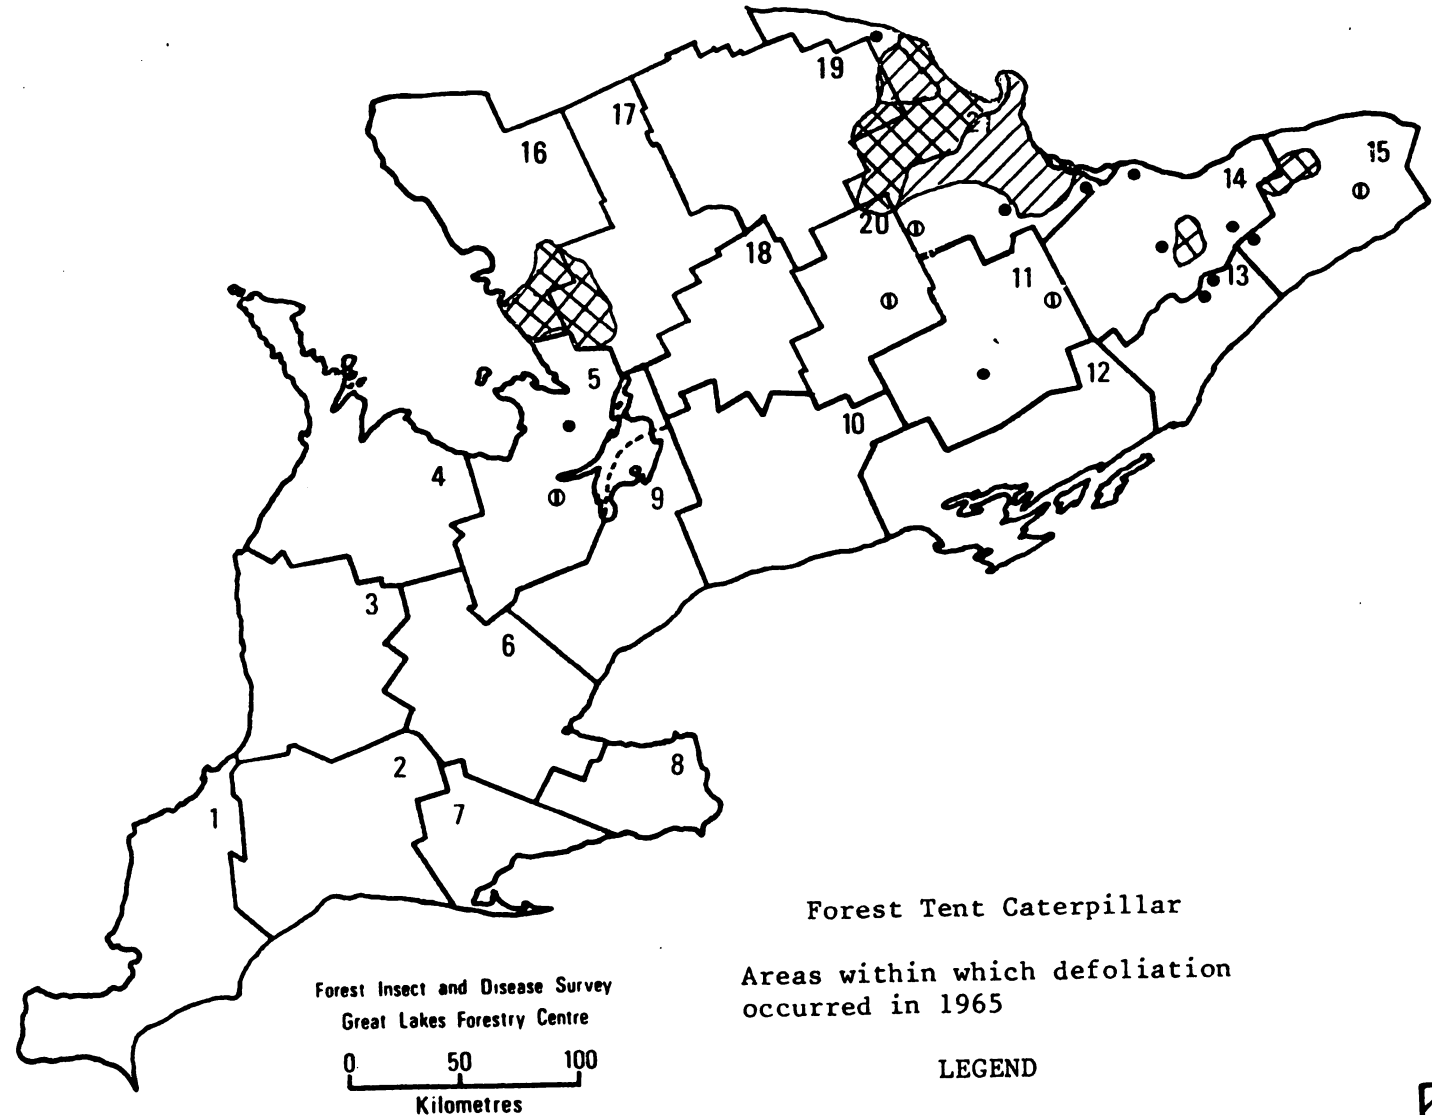 19
17
21
16
15
14
20
18
13
11
5
12
10
4
9
3
6
2
8
7
1
Forest Tent Caterpillar
Areas within which defoliation
occurred in 1965
Forest Insect and Disease Survey
Great Lakes Forestry Centre
0 50 100
Kilometres
LEGEND